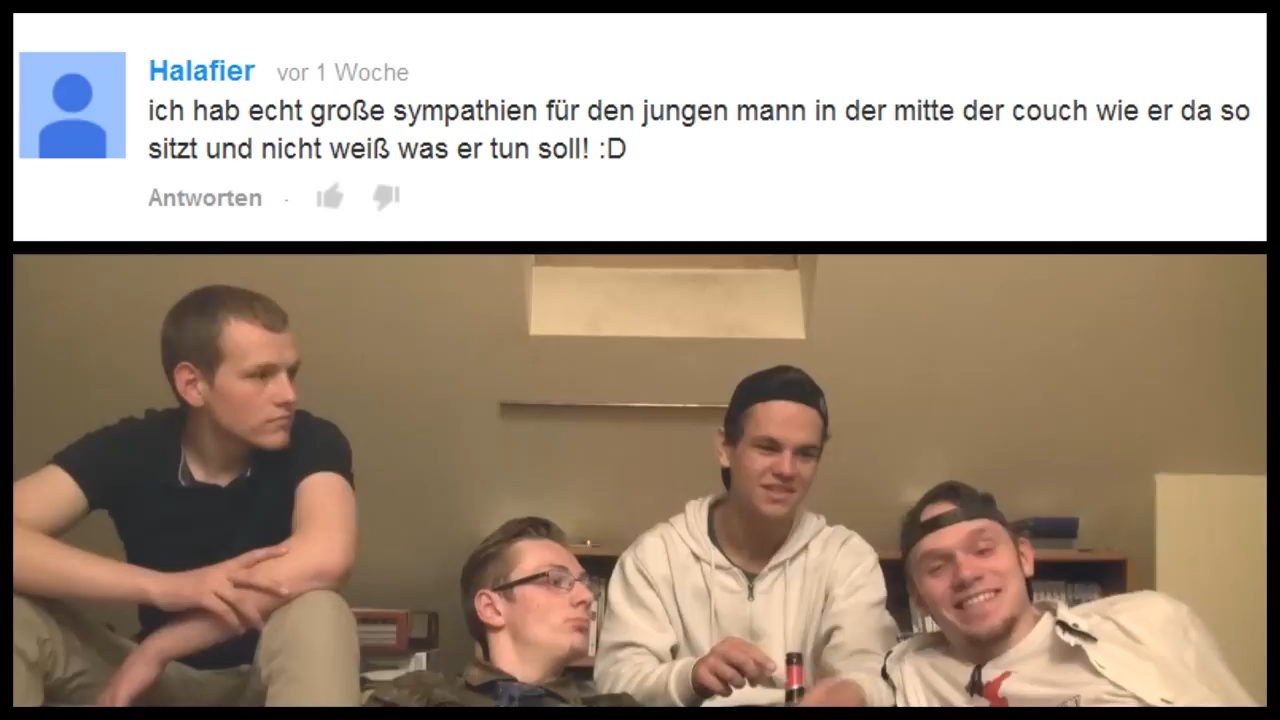 Halafier vor 1 Woche
ich hab echt große sympathien für den jungen mann in der mitte der couch wie er da so
sitzt und nicht weiß was er tun soll! :D
Antworten ·